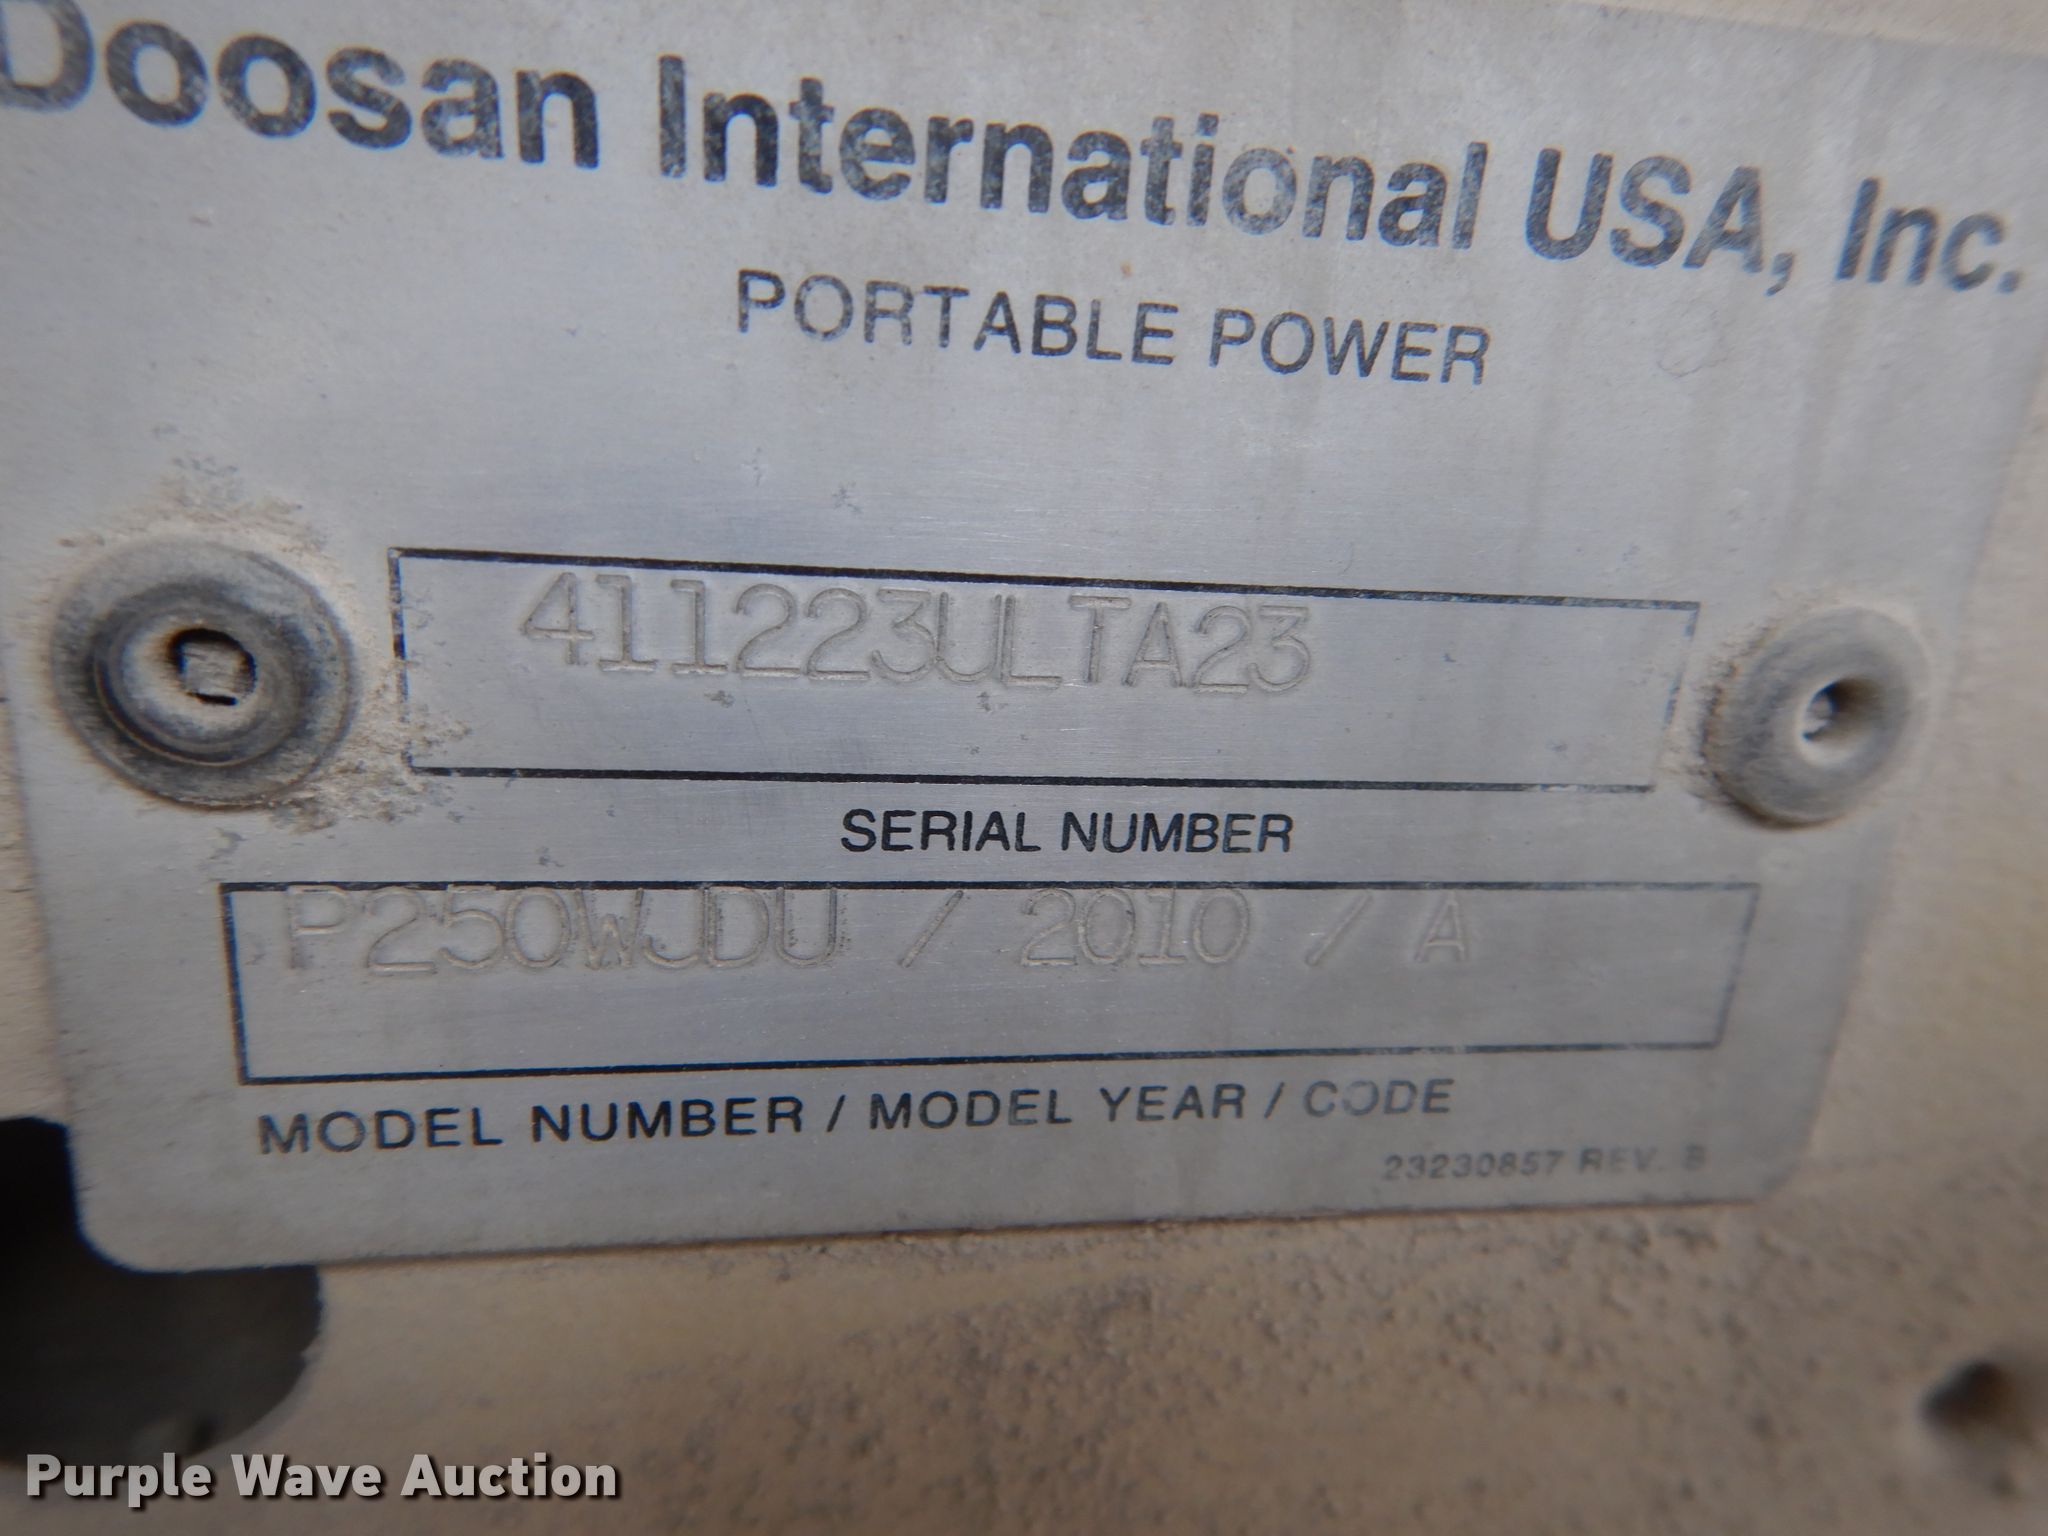 Doosan International USA, Inc.
PORTABLE POWER
411223ULTA23
SERIAL NUMBER
P250WJDU / 2010 / A
MODEL NUMBER / MODEL YEAR / CODE
23230857 REV. B
Purple Wave Auction